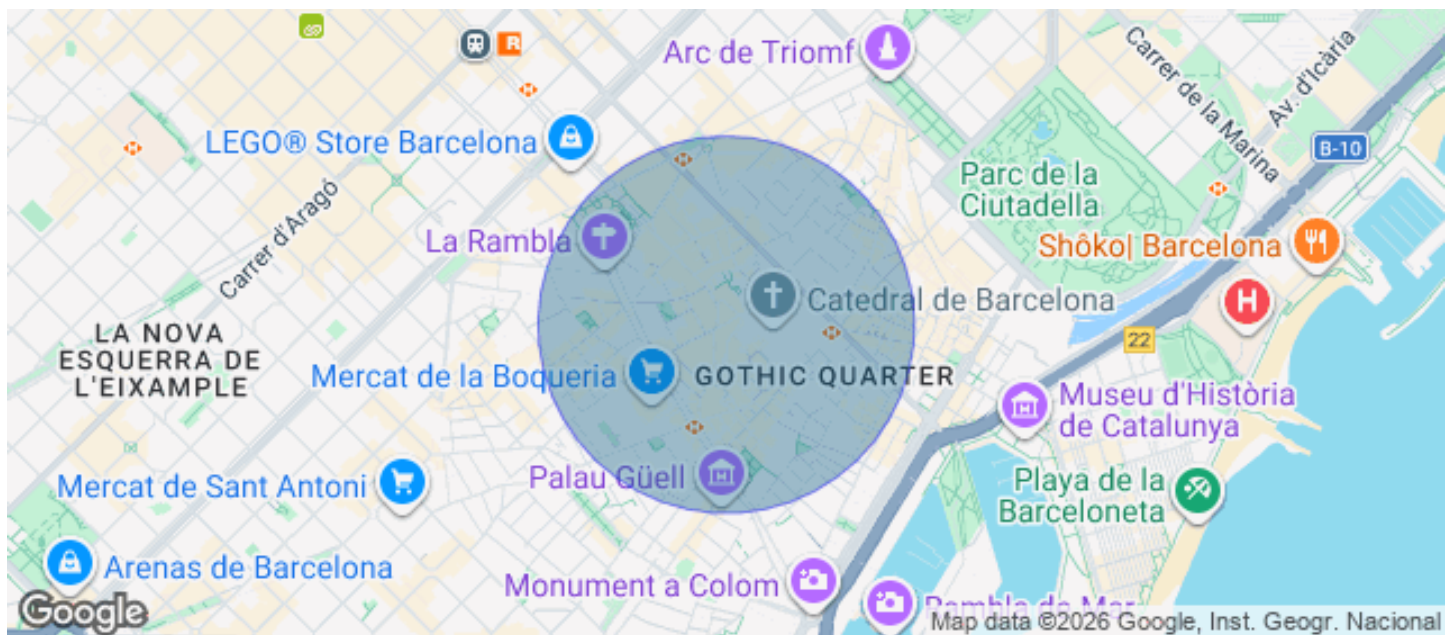 Arc de Triomf
Carrer de la Marina
Av. d'Icària
R
LEGO® Store Barcelona
B-10
Parc de la
Ciutadella
Carrer d'Aragó
La Rambla
Shôko| Barcelona
Catedral de Barcelona
H
LA NOVA
ESQUERRA DE
L'EIXAMPLE
22
Mercat de la Boqueria
GOTHIC QUARTER
Museu d'Història
de Catalunya
Palau Güell
Mercat de Sant Antoni
Playa de la
Barceloneta
Arenas de Barcelona
Monument a Colom
Rambla de Mar
Google
Map data ©2026 Google, Inst. Geogr. Nacional